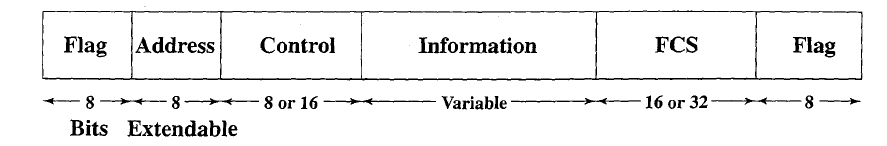 Flag Address Control Information FCS Flag
8 8 8 or 16 Variable 16 or 32 8
Bits Extendable